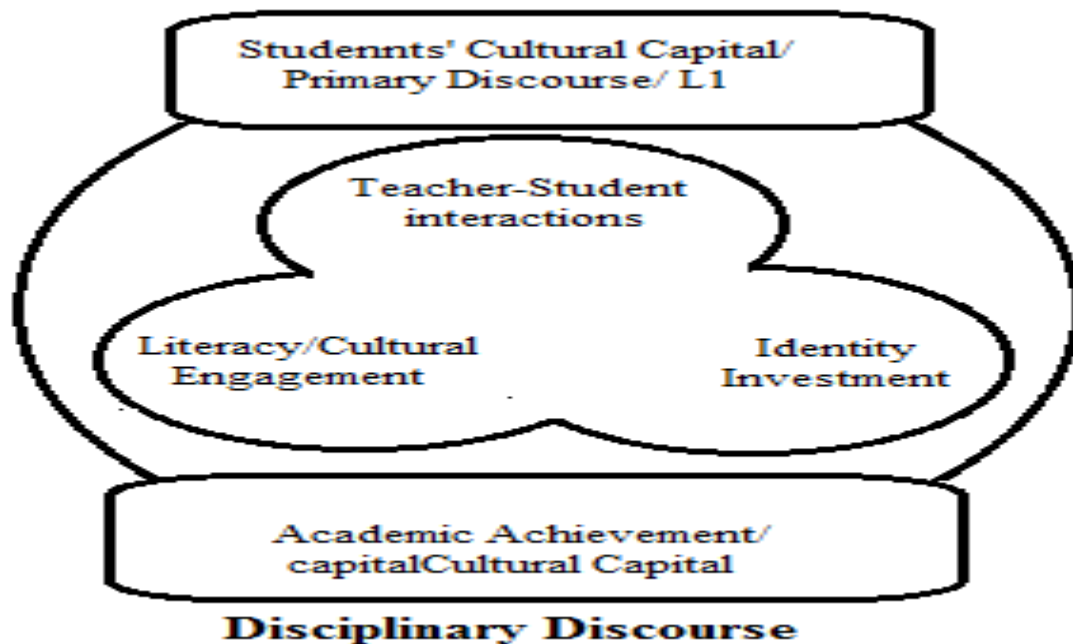 Studennts' Cultural Capital/
Primary Discourse/ L1
Teacher-Student
interactions
Literacy/Cultural
Engagement
Identity
Investment
Academic Achievement/
capitalCultural Capital
Disciplinary Discourse